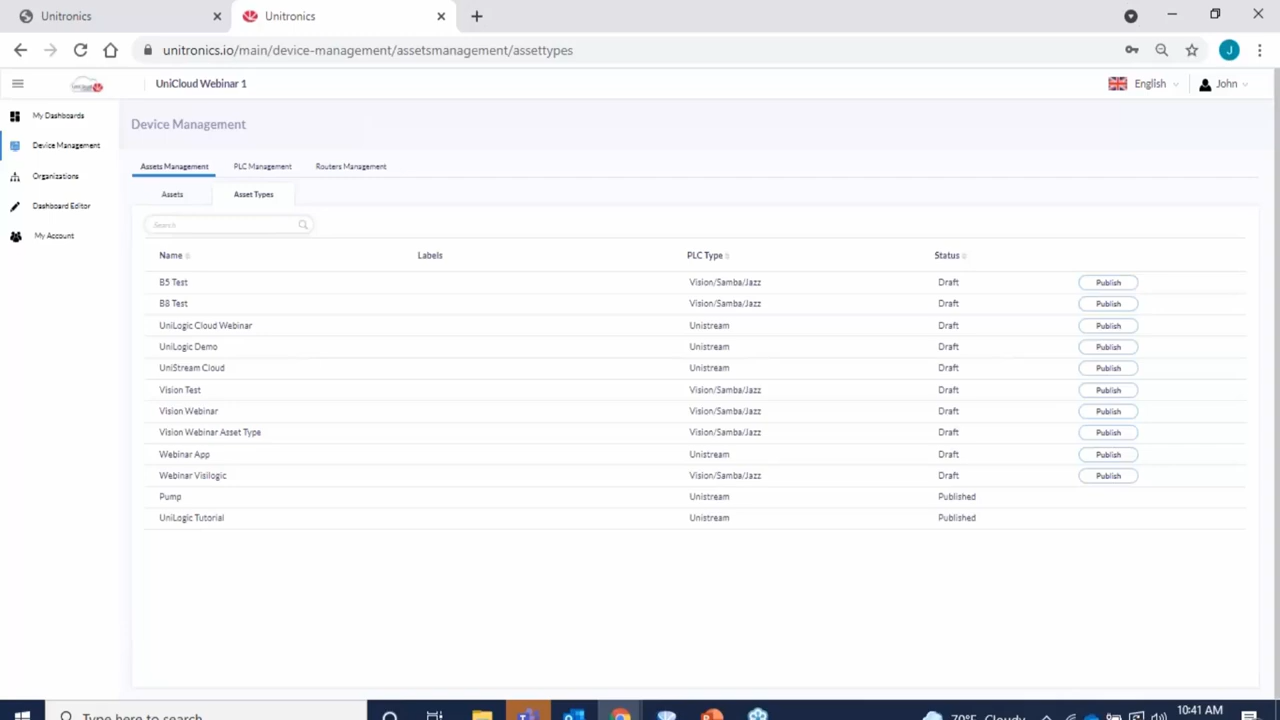 Unitronics
Unitronics
unitronics.io/main/device-management/assetsmanagement/assettypes
J
UniCloud Webinar 1
English
John
My Dashboards
Device Management
Organizations
Dashboard Editor
My Account
Device Management
Assets Management PLC Management Routers Management
Assets Asset Types
Search
Name Labels PLC Type Status
B5 Test Vision/Samba/Jazz Draft Publish
B8 Test Vision/Samba/Jazz Draft Publish
UniLogic Cloud Webinar Unistream Draft Publish
UniLogic Demo Unistream Draft Publish
UniStream Cloud Unistream Draft Publish
Vision Test Vision/Samba/Jazz Draft Publish
Vision Webinar Vision/Samba/Jazz Draft Publish
Vision Webinar Asset Type Vision/Samba/Jazz Draft Publish
Webinar App Unistream Draft Publish
Webinar Visilogic Vision/Samba/Jazz Draft Publish
Pump Unistream Published
UniLogic Tutorial Unistream Published
Type here to search
70°F Cloudy
10:41 AM